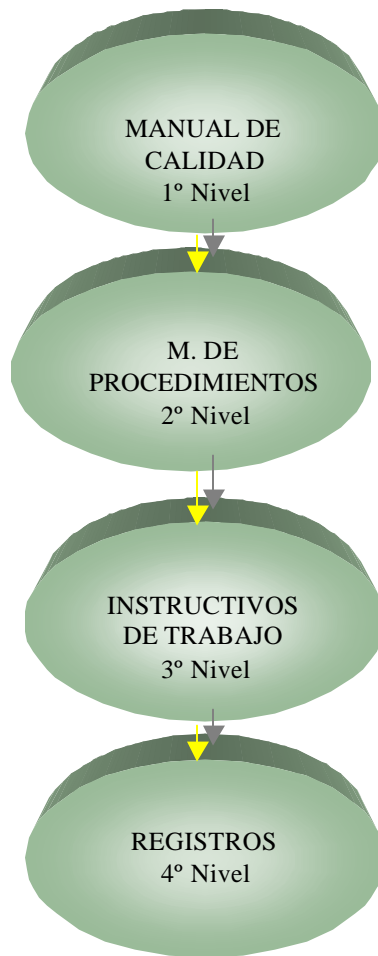 MANUAL DE
CALIDAD
1º Nivel
M. DE
PROCEDIMIENTOS
2º Nivel
INSTRUCTIVOS
DE TRABAJO
3º Nivel
REGISTROS
4º Nivel